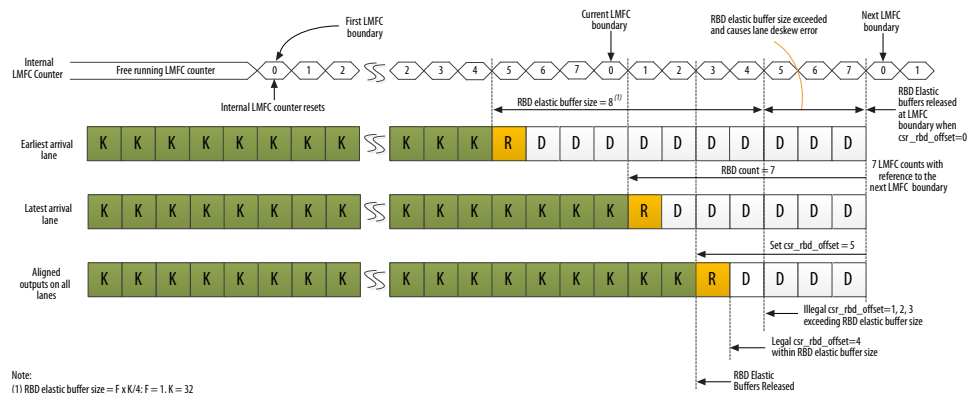 First LMFC
boundary
Current LMFC
boundary
RBD elastic buffer size exceeded
and causes lane deskew error
Next LMFC
boundary
Internal
LMFC Counter
Free running LMFC counter
0 1 2 2 3 4 5 6 7 0 1 2 3 4 5 6 7 0 1
Internal LMFC counter resets
RBD elastic buffer size = 8 (1)
RBD Elastic
buffers released
at LMFC
boundary when
csr_rbd_offset=0
Earliest arrival
lane
K K K K K K K K K K K R D D D D D D D D D D
RBD count = 7
7 LMFC counts with
reference to the
next LMFC boundary
Latest arrival
lane
K K K K K K K K K K K K K K K R D D D D D D
Set csr_rbd_offset = 5
Aligned
outputs on all
lanes
K K K K K K K K K K K K K K K K K R D D D D
Illegal csr_rbd_offset=1, 2, 3
exceeding RBD elastic buffer size
Legal csr_rbd_offset=4
within RBD elastic buffer size
RBD Elastic
Buffers Released
Note:
(1) RBD elastic buffer size = F x K/4; F = 1, K = 32